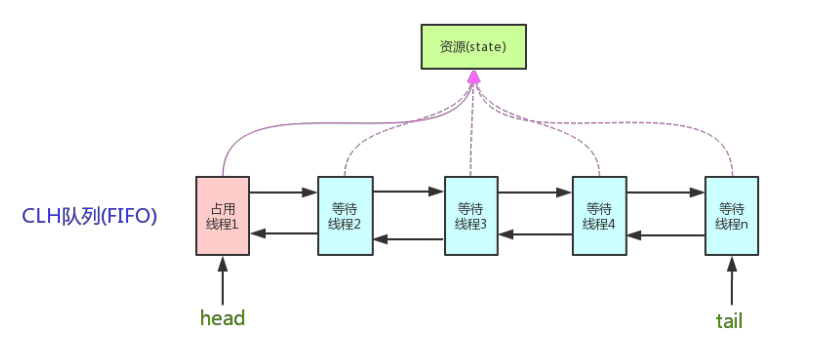 资源(state)
CLH队列(FIFO)
占用
线程1
等待
线程2
等待
线程3
等待
线程4
等待
线程n
head
tail